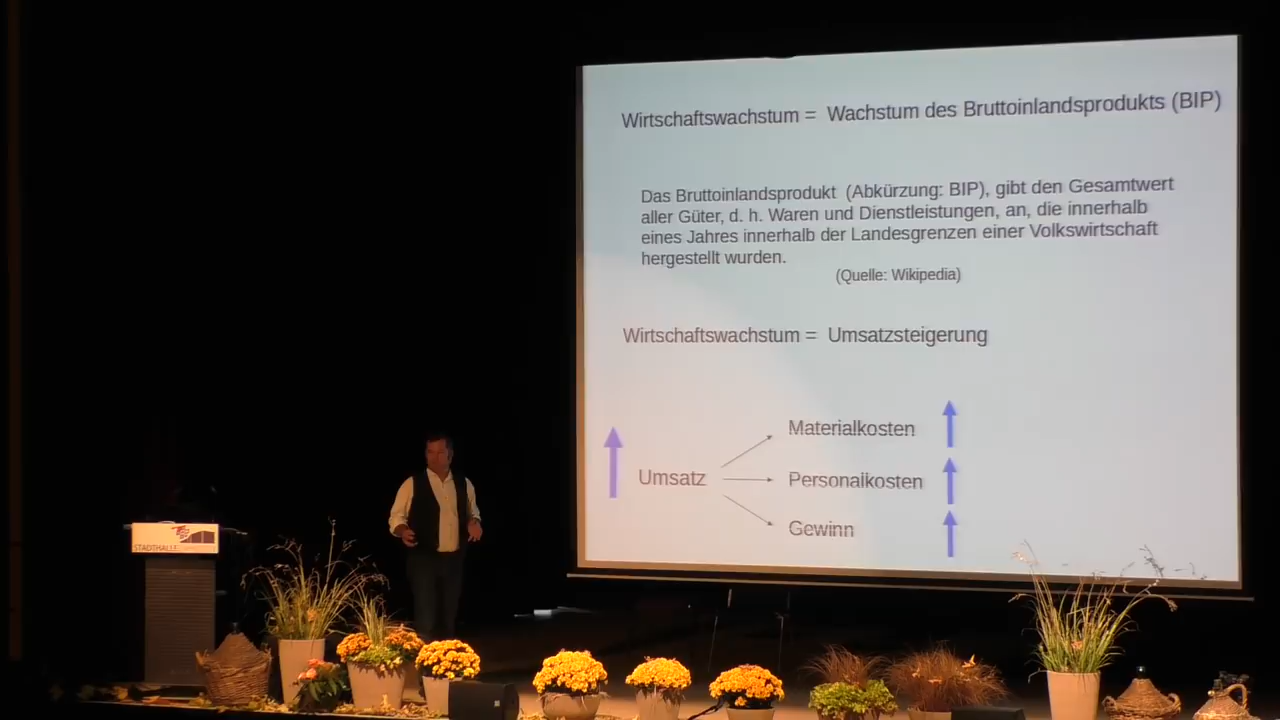 Wirtschaftswachstum = Wachstum des Bruttoinlandsprodukts (BIP)
Das Bruttoinlandsprodukt (Abkürzung: BIP), gibt den Gesamtwert
aller Güter, d. h. Waren und Dienstleistungen, an, die innerhalb
eines Jahres innerhalb der Landesgrenzen einer Volkswirtschaft
hergestellt wurden.
(Quelle: Wikipedia)
Wirtschaftswachstum = Umsatzsteigerung
Materialkosten
Umsatz
Personalkosten
Gewinn
STADTHALLE